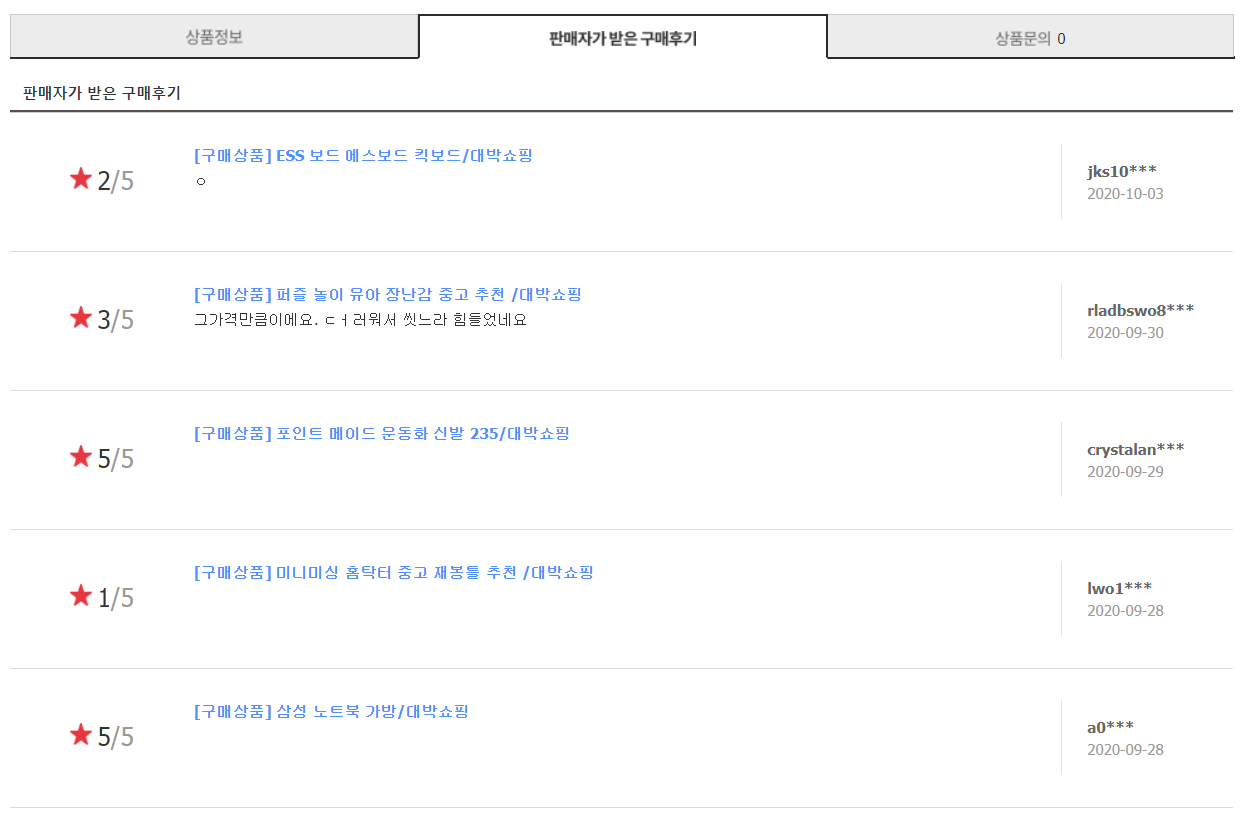 상품정보
판매자가 받은 구매후기
상품문의 0
판매자가 받은 구매후기
2/5
[구매상품] ESS 보드 에스보드 킥보드/대박쇼핑
ㅇ
jks10***
2020-10-03
3/5
[구매상품] 퍼즐 놀이 유아 장난감 중고 추천 /대박쇼핑
그가격만큼이에요. ㄷㅓ러워서 씻느라 힘들었네요
rladbswo8***
2020-09-30
5/5
[구매상품] 포인트 메이드 운동화 신발 235/대박쇼핑
crystalan***
2020-09-29
1/5
[구매상품] 미니미싱 홈탁터 중고 재봉틀 추천 /대박쇼핑
lwo1***
2020-09-28
5/5
[구매상품] 삼성 노트북 가방/대박쇼핑
a0***
2020-09-28